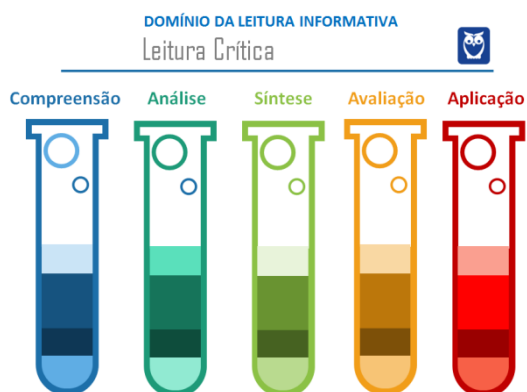 DOMÍNIO DA LEITURA INFORMATIVA
Leitura Crítica
Compreensão Análise Síntese Avaliação Aplicação